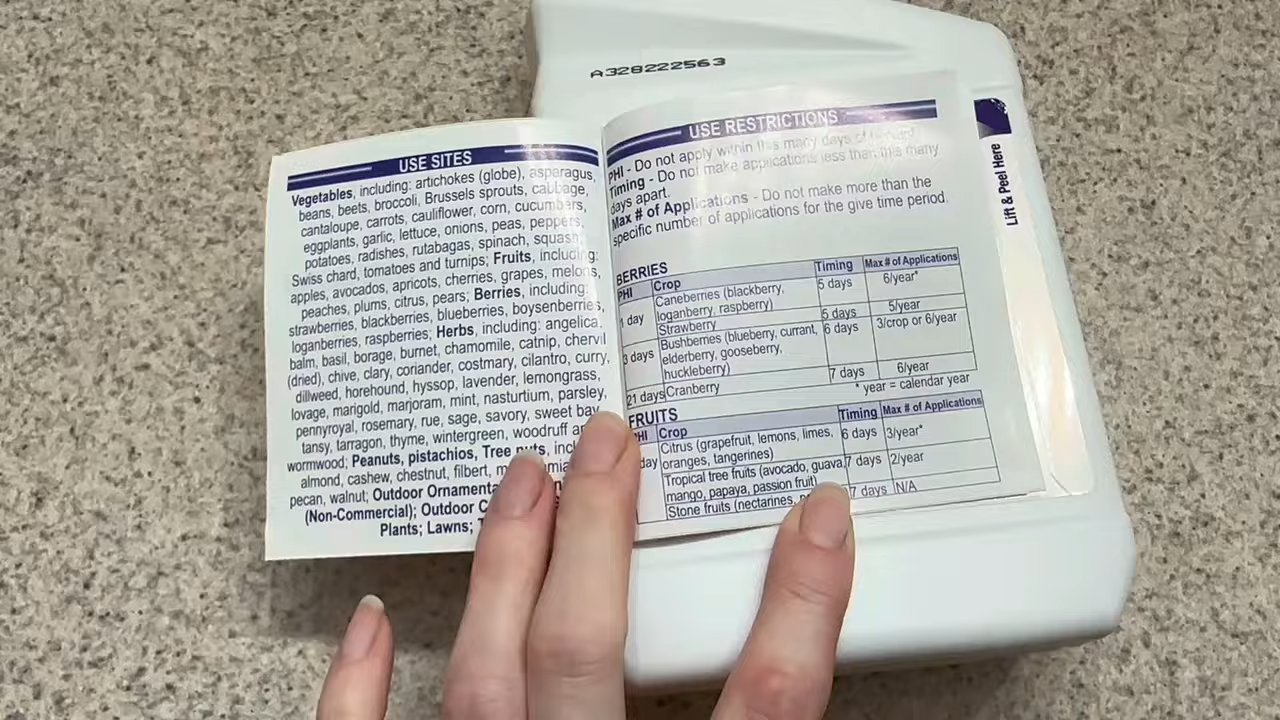 A328222563
USE SITES
Vegetables, including: artichokes (globe), asparagus,
beans, beets, broccoli, Brussels sprouts, cabbage,
cantaloupe, carrots, cauliflower, corn, cucumbers,
eggplants, garlic, lettuce, onions, peas, peppers,
potatoes, radishes, rutabagas, spinach, squash,
Swiss chard, tomatoes and turnips; Fruits, including:
apples, avocados, apricots, cherries, grapes, melons,
peaches, plums, citrus, pears; Berries, including:
strawberries, blackberries, blueberries, boysenberries,
loganberries, raspberries; Herbs, including: angelica,
balm, basil, borage, burnet, chamomile, catnip, chervil
(dried), chive, clary, coriander, costmary, cilantro, curry,
dillweed, horehound, hyssop, lavender, lemongrass,
lovage, marigold, marjoram, mint, nasturtium, parsley,
pennyroyal, rosemary, rue, sage, savory, sweet bay,
tansy, tarragon, thyme, wintergreen, woodruff
wormwood; Peanuts, pistachios, Tree nuts,
almond, cashew, chestnut, filbert,
pecan, walnut; Outdoor
(Non-Commercial); Outdoor
Plants; Lawns;
USE RESTRICTIONS
PHI - Do not apply within this many days of
Timing - Do not make applications less than this many
days apart.
Max # of Applications - Do not make more than the
specific number of applications for the give time period.
BERRIES
PHI Crop Timing Max # of Applications
1 day Caneberries (blackberry, loganberry, raspberry) 5 days 6/year*
Strawberry 5 days 5/year
3 days Bushberries (blueberry, currant, elderberry, gooseberry, huckleberry) 6 days 3/crop or 6/year
21 days Cranberry 7 days 6/year
* year = calendar year
FRUITS
PHI Crop Timing Max # of Applications
day Citrus (grapefruit, lemons, limes, oranges, tangerines) 6 days 3/year*
Tropical tree fruits (avocado, guava, mango, papaya, passion fruit) 7 days 2/year
Stone fruits (nectarines, 7 days N/A
Lift & Peel Here